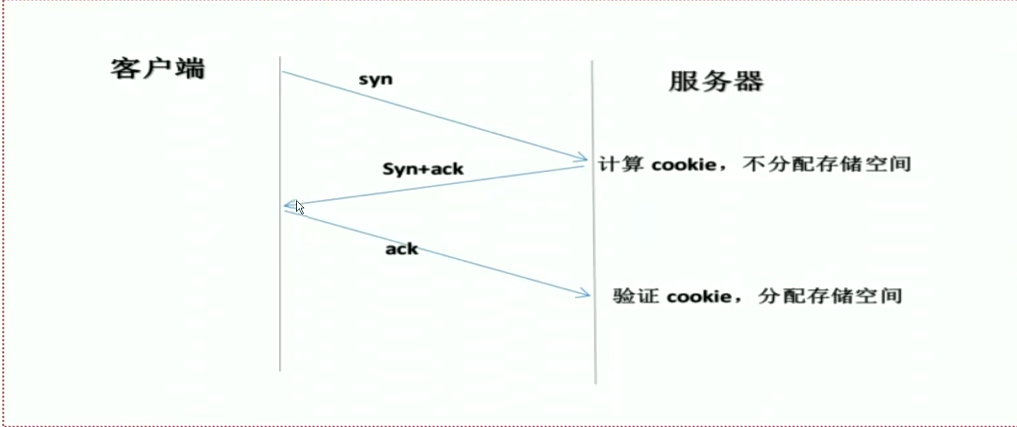 客户端
syn
服务器
计算 cookie，不分配存储空间
Syn+ack
ack
验证 cookie，分配存储空间